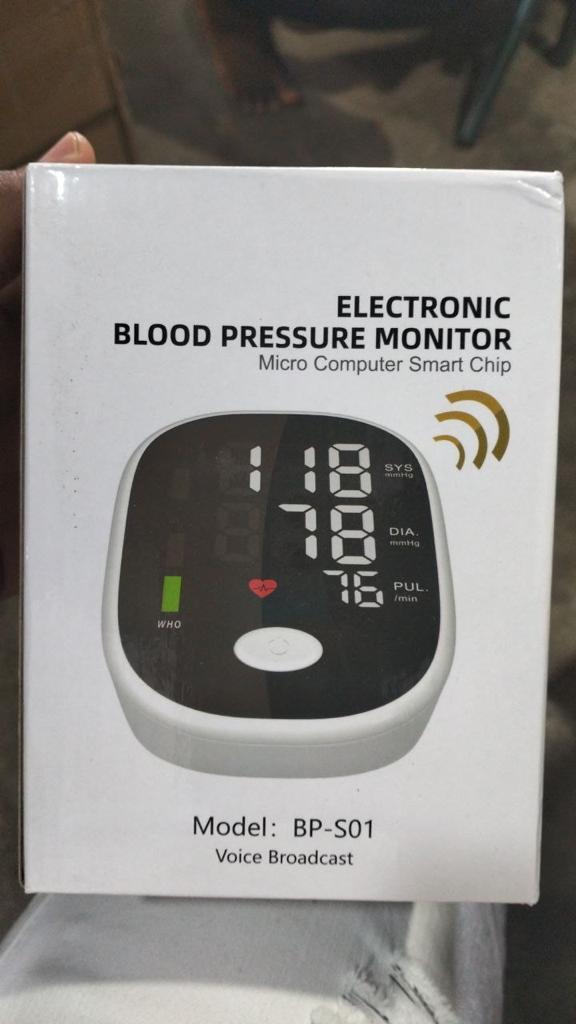 ELECTRONIC
BLOOD PRESSURE MONITOR
Micro Computer Smart Chip
118 SYS
mmHg
78 DIA.
mmHg
76 PUL.
/min
WHO
Model: BP-S01
Voice Broadcast